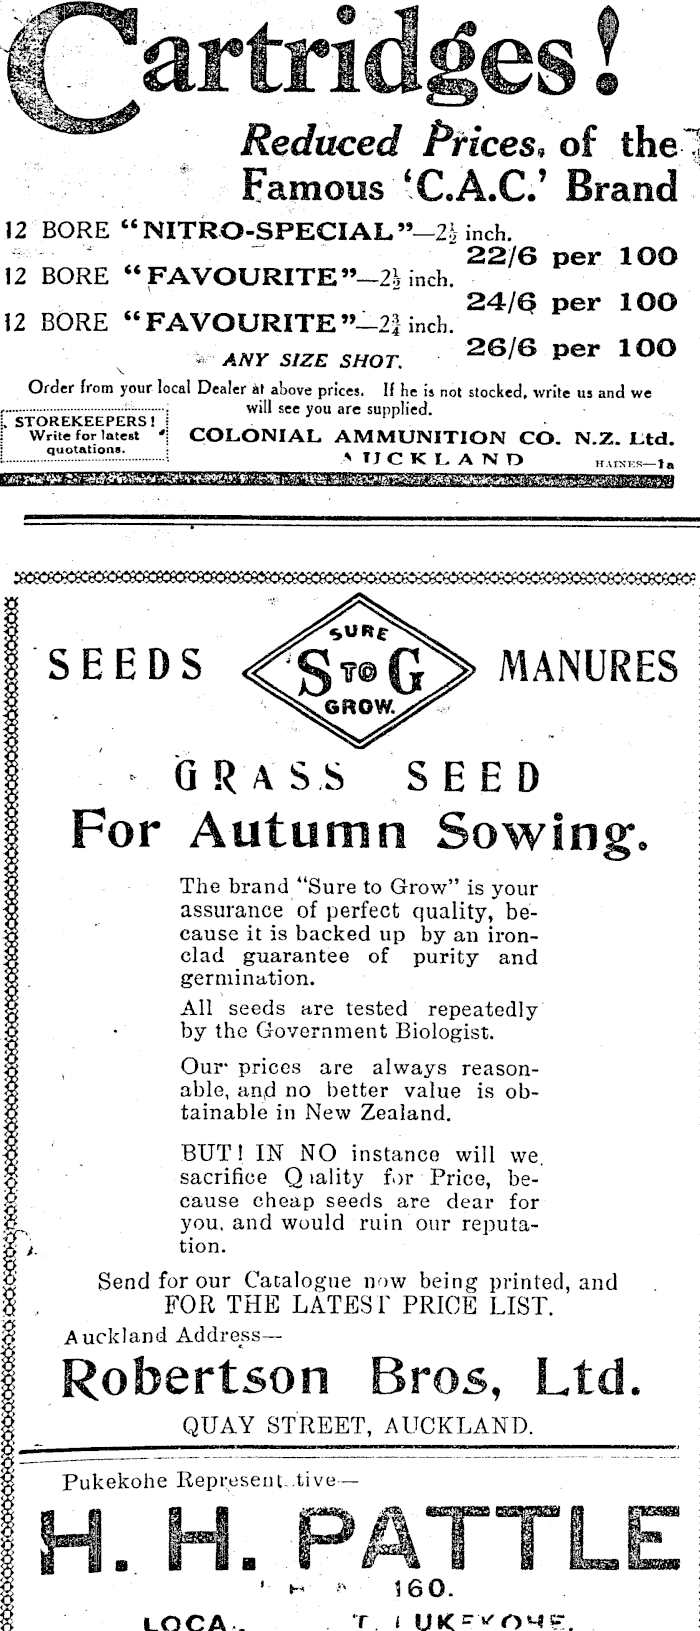 Cartridges!
Reduced Prices, of the
Famous 'C.A.C.' Brand
12 BORE "NITRO-SPECIAL"—2½ inch.
22/6 per 100
12 BORE "FAVOURITE"—2½ inch.
24/6 per 100
12 BORE "FAVOURITE"—2¾ inch.
26/6 per 100
ANY SIZE SHOT.
Order from your local Dealer at above prices. If he is not stocked, write us and we
will see you are supplied.
STOREKEEPERS!
Write for latest
quotations.
COLONIAL AMMUNITION CO. N.Z. Ltd.
AUCKLAND
HAINES—1a
SEEDS
SURE
S TO G
GROW.
MANURES
GRASS SEED
For Autumn Sowing.
The brand "Sure to Grow" is your
assurance of perfect quality, be-
cause it is backed up by an iron-
clad guarantee of purity and
germination.
All seeds are tested repeatedly
by the Government Biologist.
Our prices are always reason-
able, and no better value is ob-
tainable in New Zealand.
BUT! IN NO instance will we
sacrifice Quality for Price, be-
cause cheap seeds are dear for
you, and would ruin our reputa-
tion.
Send for our Catalogue now being printed, and
FOR THE LATEST PRICE LIST.
Auckland Address—
Robertson Bros, Ltd.
QUAY STREET, AUCKLAND.
Pukekohe Representative—
H. H. PATTLE
160.
PUKEKOHE.